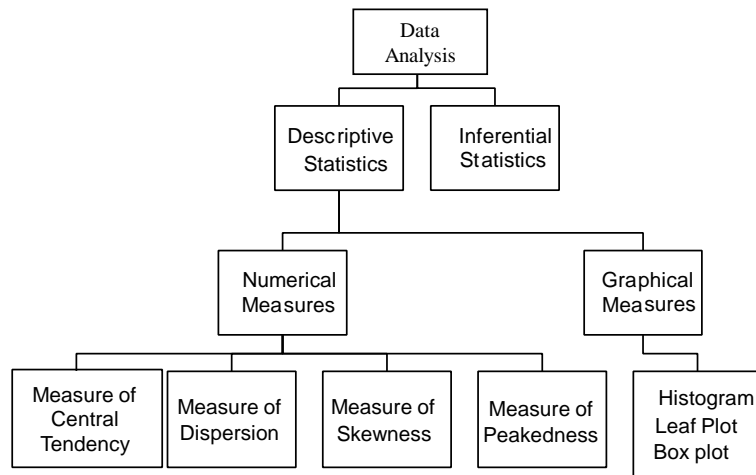 Data
Analysis
Descriptive
Statistics
Inferential
Statistics
Numerical
Measures
Graphical
Measures
Measure of
Central
Tendency
Measure of
Dispersion
Measure of
Skewness
Measure of
Peakedness
Histogram
Leaf Plot
Box plot